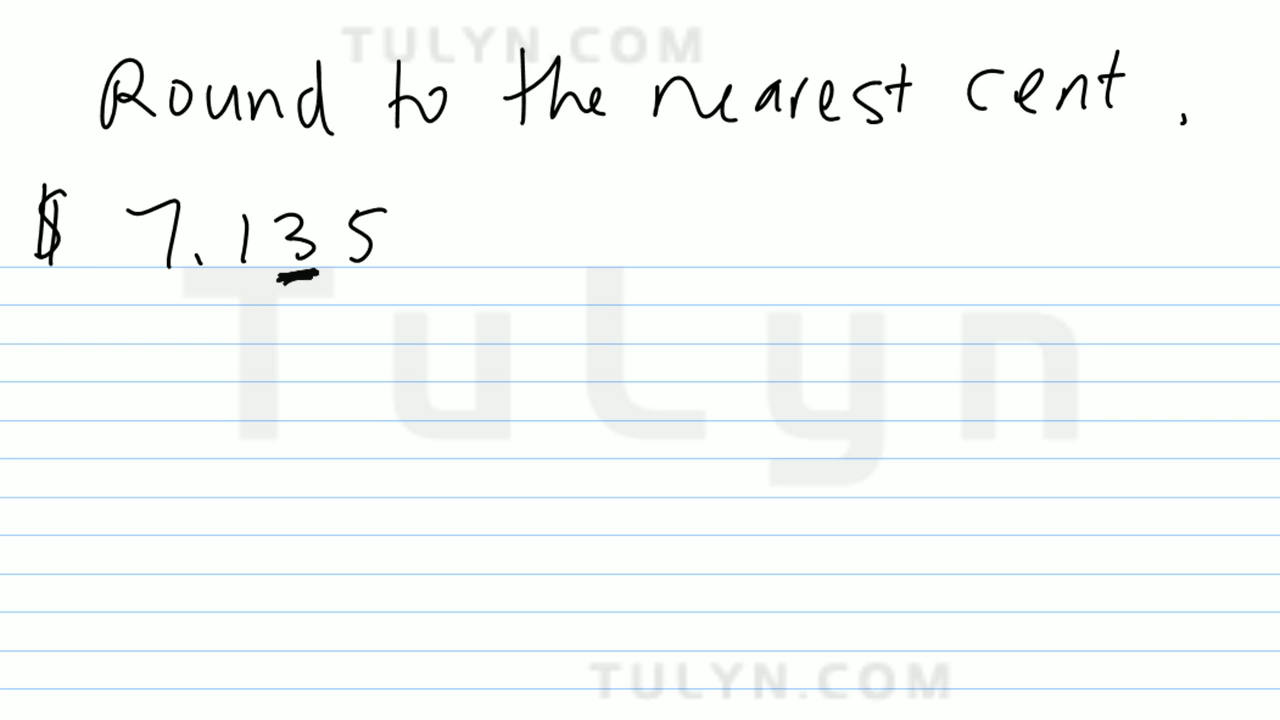 TULYN.COM
Round to the nearest cent.
$ 7.135
Tulyn
TULYN.COM